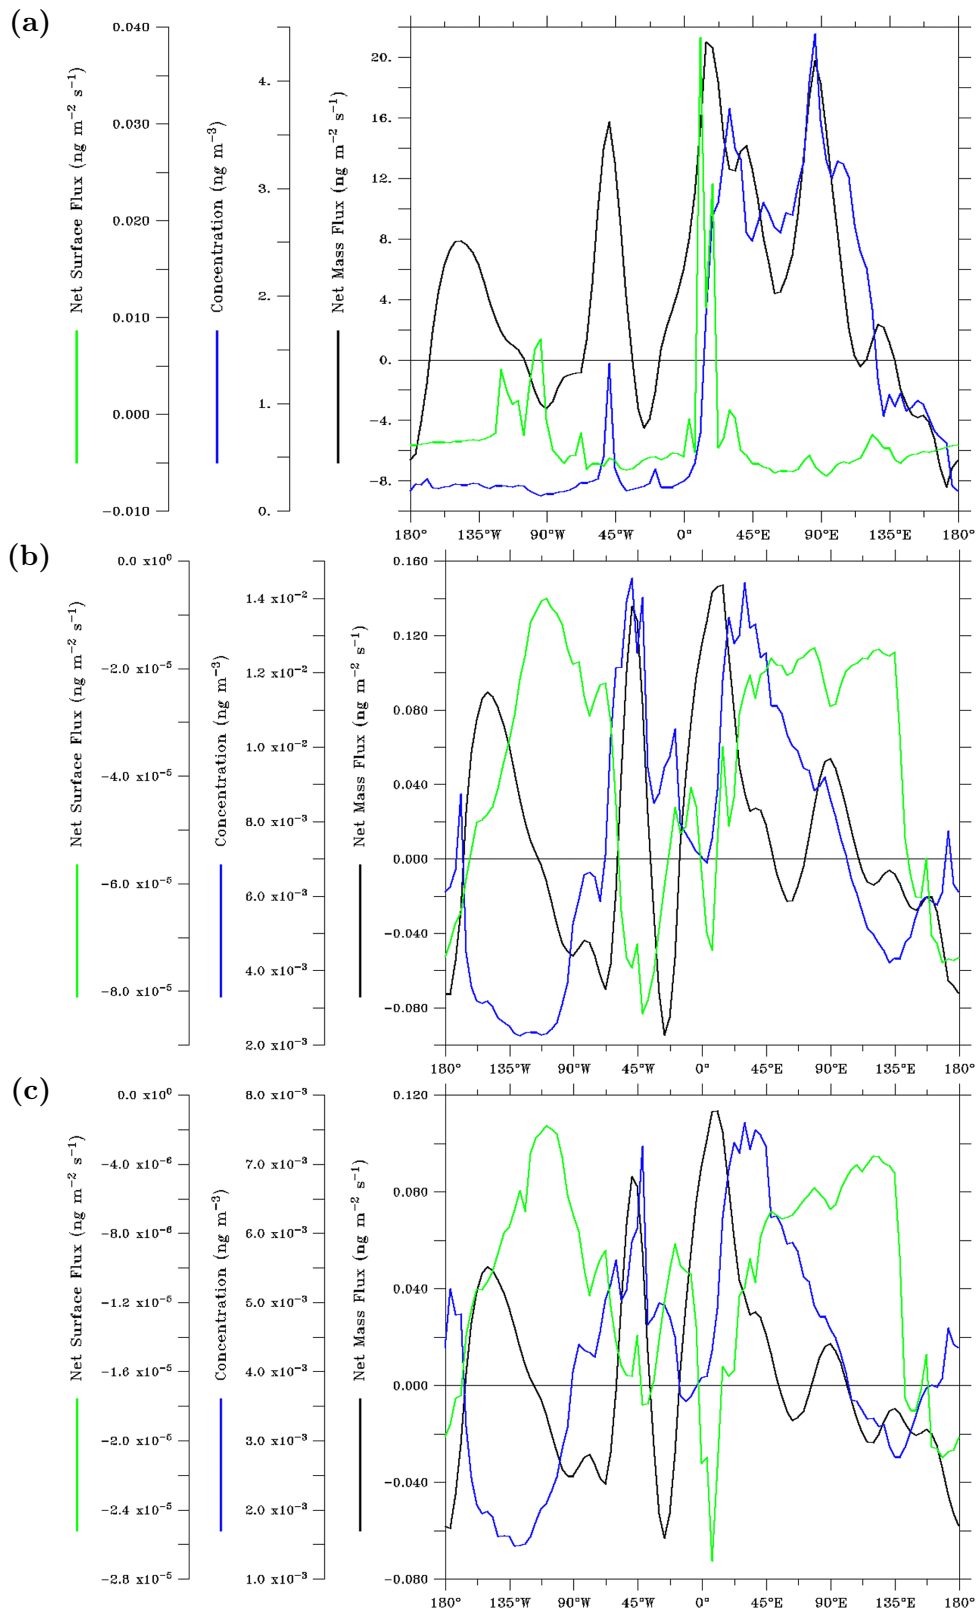 (a)
Net Surface Flux (ng m⁻² s⁻¹)
0.040
0.030
0.020
0.010
0.000
−0.010
Concentration (ng m⁻³)
4.
3.
2.
1.
0.
Net Mass Flux (ng m⁻² s⁻¹)
20.
16.
12.
8.
4.
0.
−4.
−8.
180° 135°W 90°W 45°W 0° 45°E 90°E 135°E 180°
(b)
Net Surface Flux (ng m⁻² s⁻¹)
0.0 x10⁰
−2.0 x10⁻⁵
−4.0 x10⁻⁵
−6.0 x10⁻⁵
−8.0 x10⁻⁵
Concentration (ng m⁻³)
1.4 x10⁻²
1.2 x10⁻²
1.0 x10⁻²
8.0 x10⁻³
6.0 x10⁻³
4.0 x10⁻³
2.0 x10⁻³
Net Mass Flux (ng m⁻² s⁻¹)
0.160
0.120
0.080
0.040
0.000
−0.040
−0.080
180° 135°W 90°W 45°W 0° 45°E 90°E 135°E 180°
(c)
Net Surface Flux (ng m⁻² s⁻¹)
0.0 x10⁰
−4.0 x10⁻⁶
−8.0 x10⁻⁶
−1.2 x10⁻⁵
−1.6 x10⁻⁵
−2.0 x10⁻⁵
−2.4 x10⁻⁵
−2.8 x10⁻⁵
Concentration (ng m⁻³)
8.0 x10⁻³
7.0 x10⁻³
6.0 x10⁻³
5.0 x10⁻³
4.0 x10⁻³
3.0 x10⁻³
2.0 x10⁻³
1.0 x10⁻³
Net Mass Flux (ng m⁻² s⁻¹)
0.120
0.080
0.040
0.000
−0.040
−0.080
180° 135°W 90°W 45°W 0° 45°E 90°E 135°E 180°